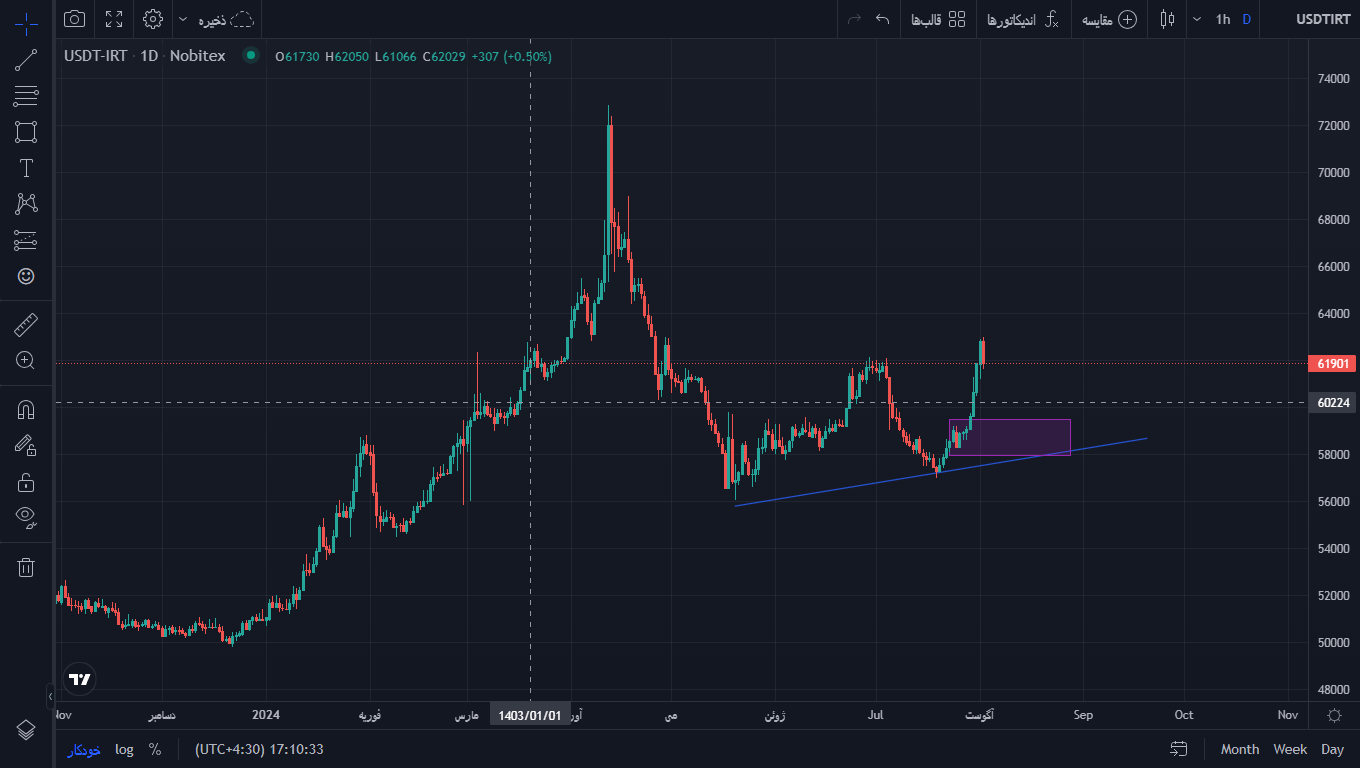 ذخیره
قالب‌ها
اندیکاتورها
مقایسه
1h
D
USDTIRT
USDT-IRT · 1D · Nobitex
O61730 H62050 L61066 C62029 +307 (+0.50%)
74000
72000
70000
68000
66000
64000
61901
60224
58000
56000
54000
52000
50000
48000
Nov
دسامبر
2024
فوریه
مارس
1403/01/01
آور
می
ژوئن
Jul
آگوست
Sep
Oct
Nov
خودکار
log
%
(UTC+4:30) 17:10:33
Month
Week
Day